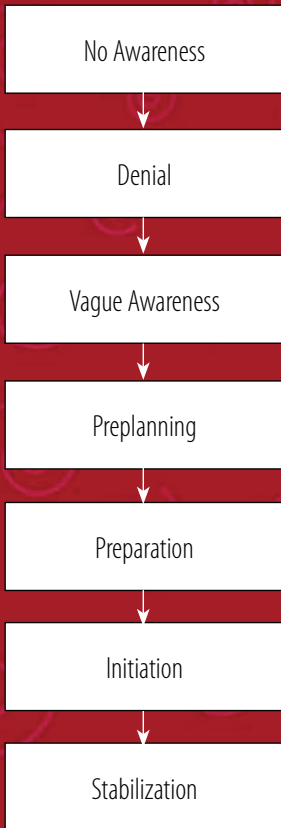 No Awareness
Denial
Vague Awareness
Preplanning
Preparation
Initiation
Stabilization